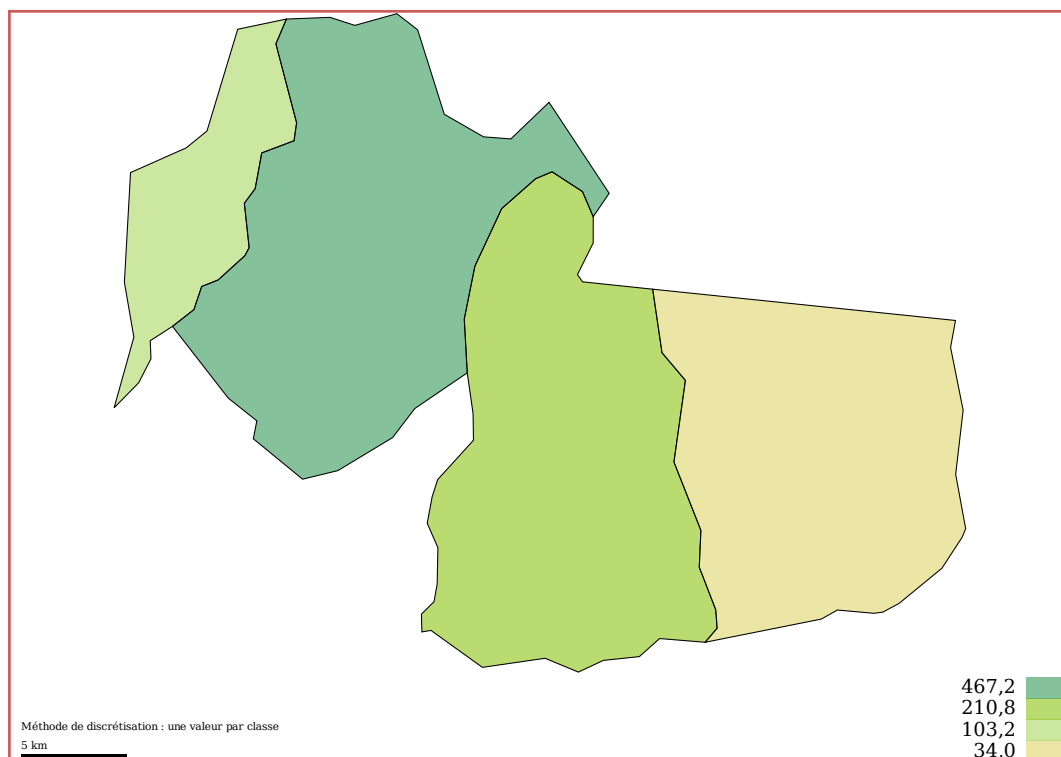 467,2
210,8
103,2
34,0
Méthode de discrétisation : une valeur par classe
5 km